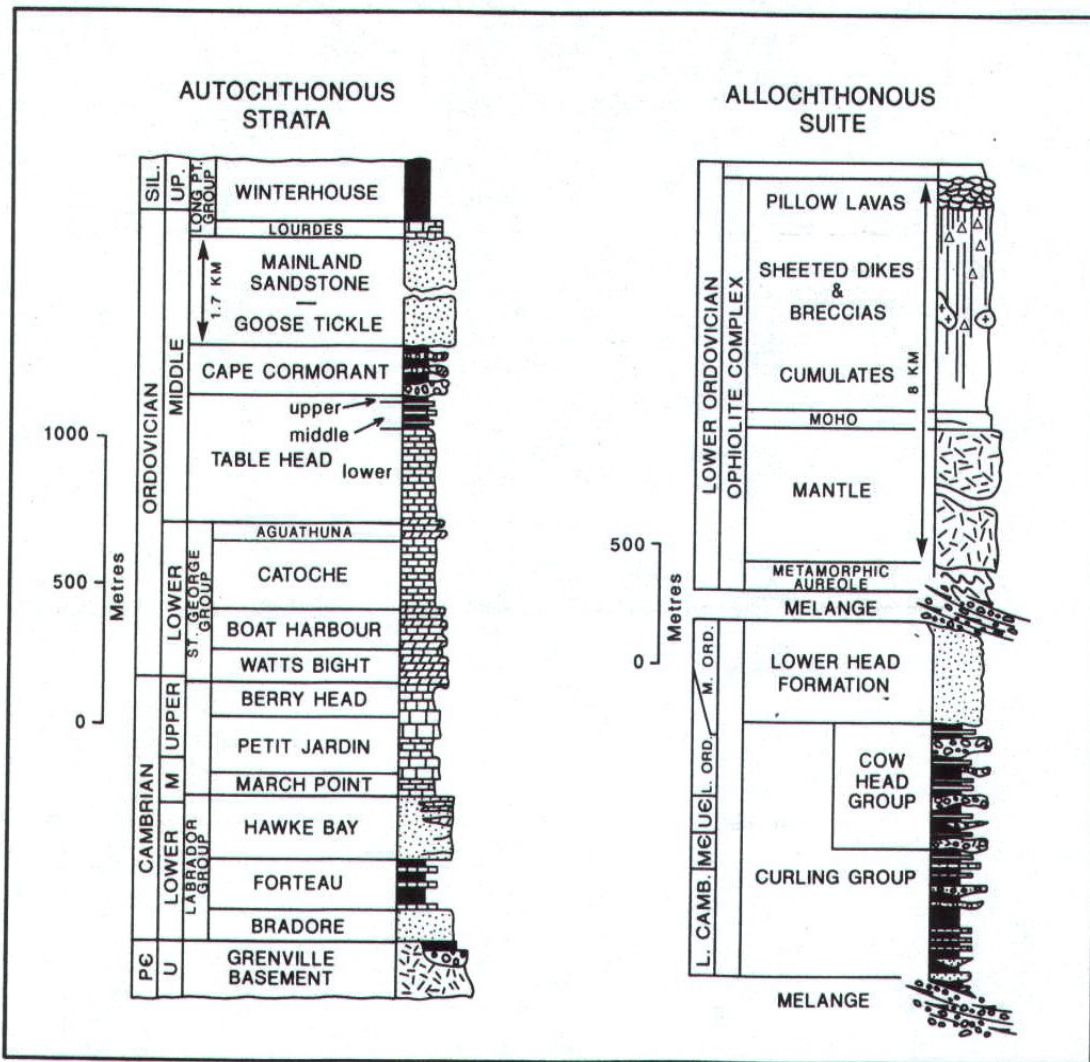 AUTOCHTHONOUS
STRATA
SIL.
UP.
LONG PT.
GROUP
WINTERHOUSE
LOURDES
ORDOVICIAN
MIDDLE
1.7 KM
MAINLAND
SANDSTONE
—
GOOSE TICKLE
CAPE CORMORANT
upper
middle
TABLE HEAD
lower
1000
500
0
Metres
LOWER
ST. GEORGE
GROUP
AGUATHUNA
CATOCHE
BOAT HARBOUR
WATTS BIGHT
CAMBRIAN
UPPER
BERRY HEAD
PETIT JARDIN
M
MARCH POINT
LOWER
LABRADOR
GROUP
HAWKE BAY
FORTEAU
BRADORE
PЄ
U
GRENVILLE
BASEMENT
ALLOCHTHONOUS
SUITE
LOWER ORDOVICIAN
OPHIOLITE COMPLEX
PILLOW LAVAS
SHEETED DIKES
&
BRECCIAS
CUMULATES
8 KM
MOHO
MANTLE
METAMORPHIC
AUREOLE
MELANGE
500
0
Metres
M. ORD.
LOWER HEAD
FORMATION
L. ORD.
UЄ
MЄ
L. CAMB.
COW
HEAD
GROUP
CURLING GROUP
MELANGE